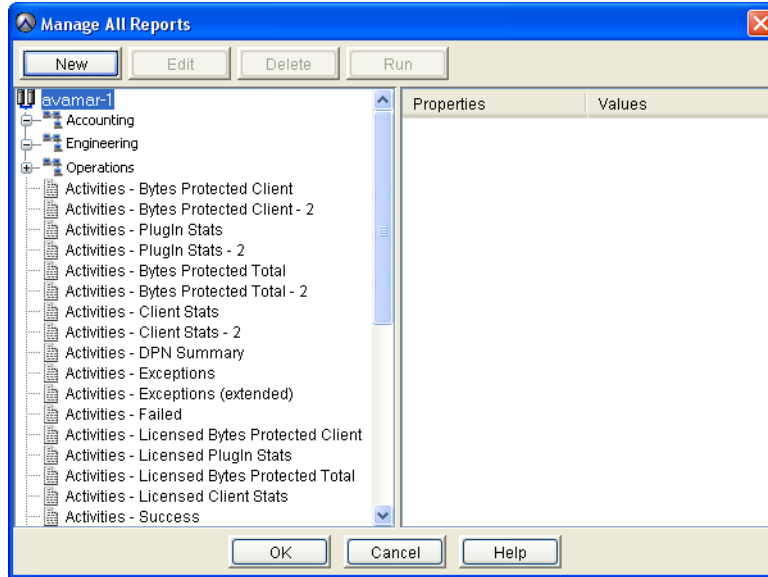 Manage All Reports
New Edit Delete Run
avamar-1
Accounting
Engineering
Operations
Activities - Bytes Protected Client
Activities - Bytes Protected Client - 2
Activities - PlugIn Stats
Activities - PlugIn Stats - 2
Activities - Bytes Protected Total
Activities - Bytes Protected Total - 2
Activities - Client Stats
Activities - Client Stats - 2
Activities - DPN Summary
Activities - Exceptions
Activities - Exceptions (extended)
Activities - Failed
Activities - Licensed Bytes Protected Client
Activities - Licensed PlugIn Stats
Activities - Licensed Bytes Protected Total
Activities - Licensed Client Stats
Activities - Success
Properties Values
OK Cancel Help